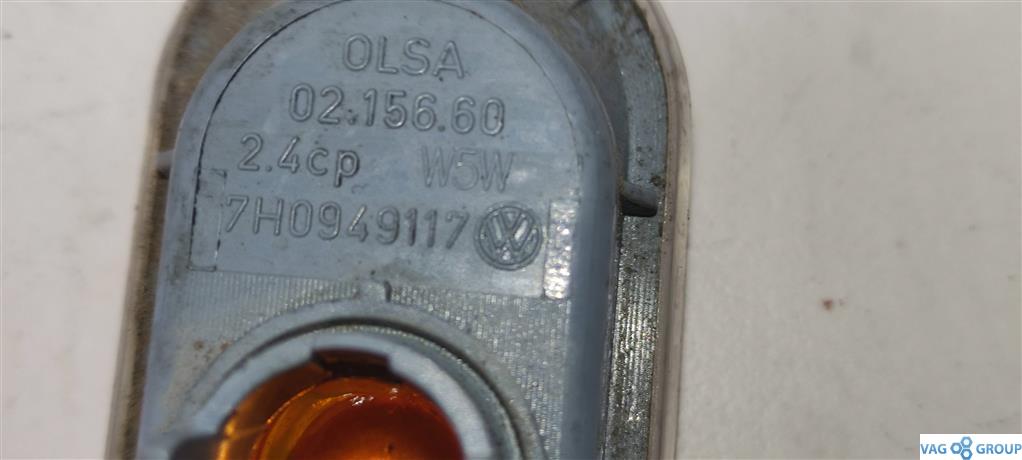 OLSA
02.156.60
2.4cp W5W
7H0949117
VAG GROUP